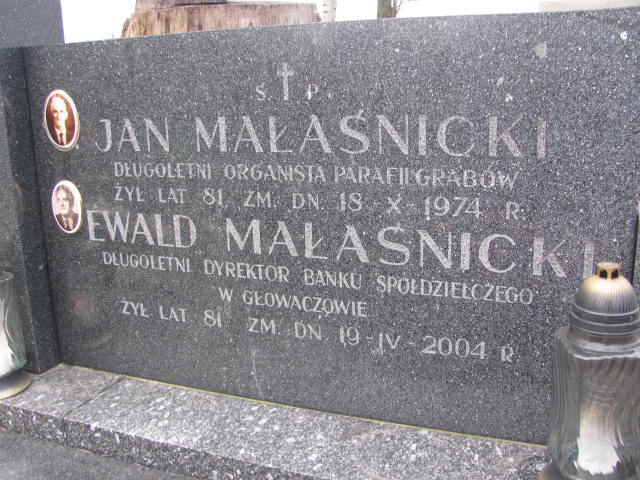 Ś P.
JAN MAŁAŚNICKI
DŁUGOLETNI ORGANISTA PARAFII GRABÓW
ŻYŁ LAT 81 ZM. DN 18-X 1974 R.
EWALD MAŁAŚNICKI
DŁUGOLETNI DYREKTOR BANKU SPÓŁDZIELCZEGO
W GŁOWACZOWIE
ŻYŁ LAT 81 ZM. DN 19-IV-2004 R